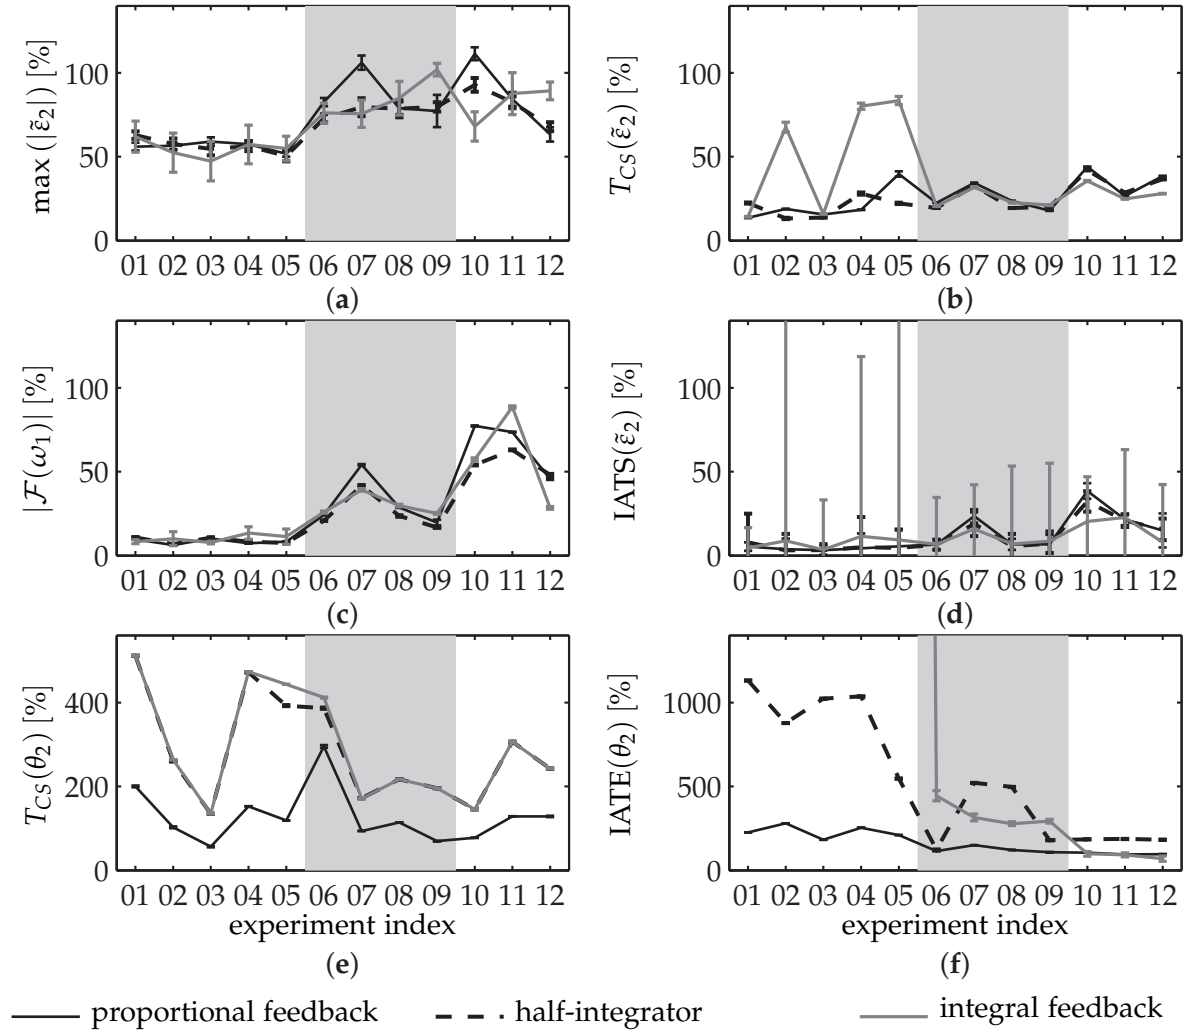 max (|ε̃₂|) [%]
100
50
0
01 02 03 04 05 06 07 08 09 10 11 12
(a)
T_CS(ε̃₂) [%]
100
50
0
01 02 03 04 05 06 07 08 09 10 11 12
(b)
|ℱ(ω₁)| [%]
100
50
0
01 02 03 04 05 06 07 08 09 10 11 12
(c)
IATS(ε̃₂) [%]
100
50
0
01 02 03 04 05 06 07 08 09 10 11 12
(d)
T_CS(θ₂) [%]
400
200
0
01 02 03 04 05 06 07 08 09 10 11 12
experiment index
(e)
IATE(θ₂) [%]
1000
500
0
01 02 03 04 05 06 07 08 09 10 11 12
experiment index
(f)
proportional feedback
half-integrator
integral feedback